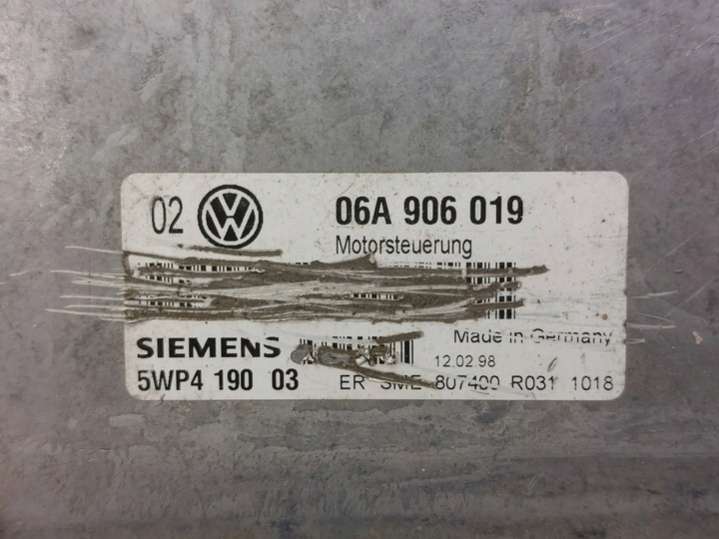 02 VW 06A 906 019
Motorsteuerung
SIEMENS Made in Germany
12.02.98
5WP4 190 03 ER SME 807400 R031 1018